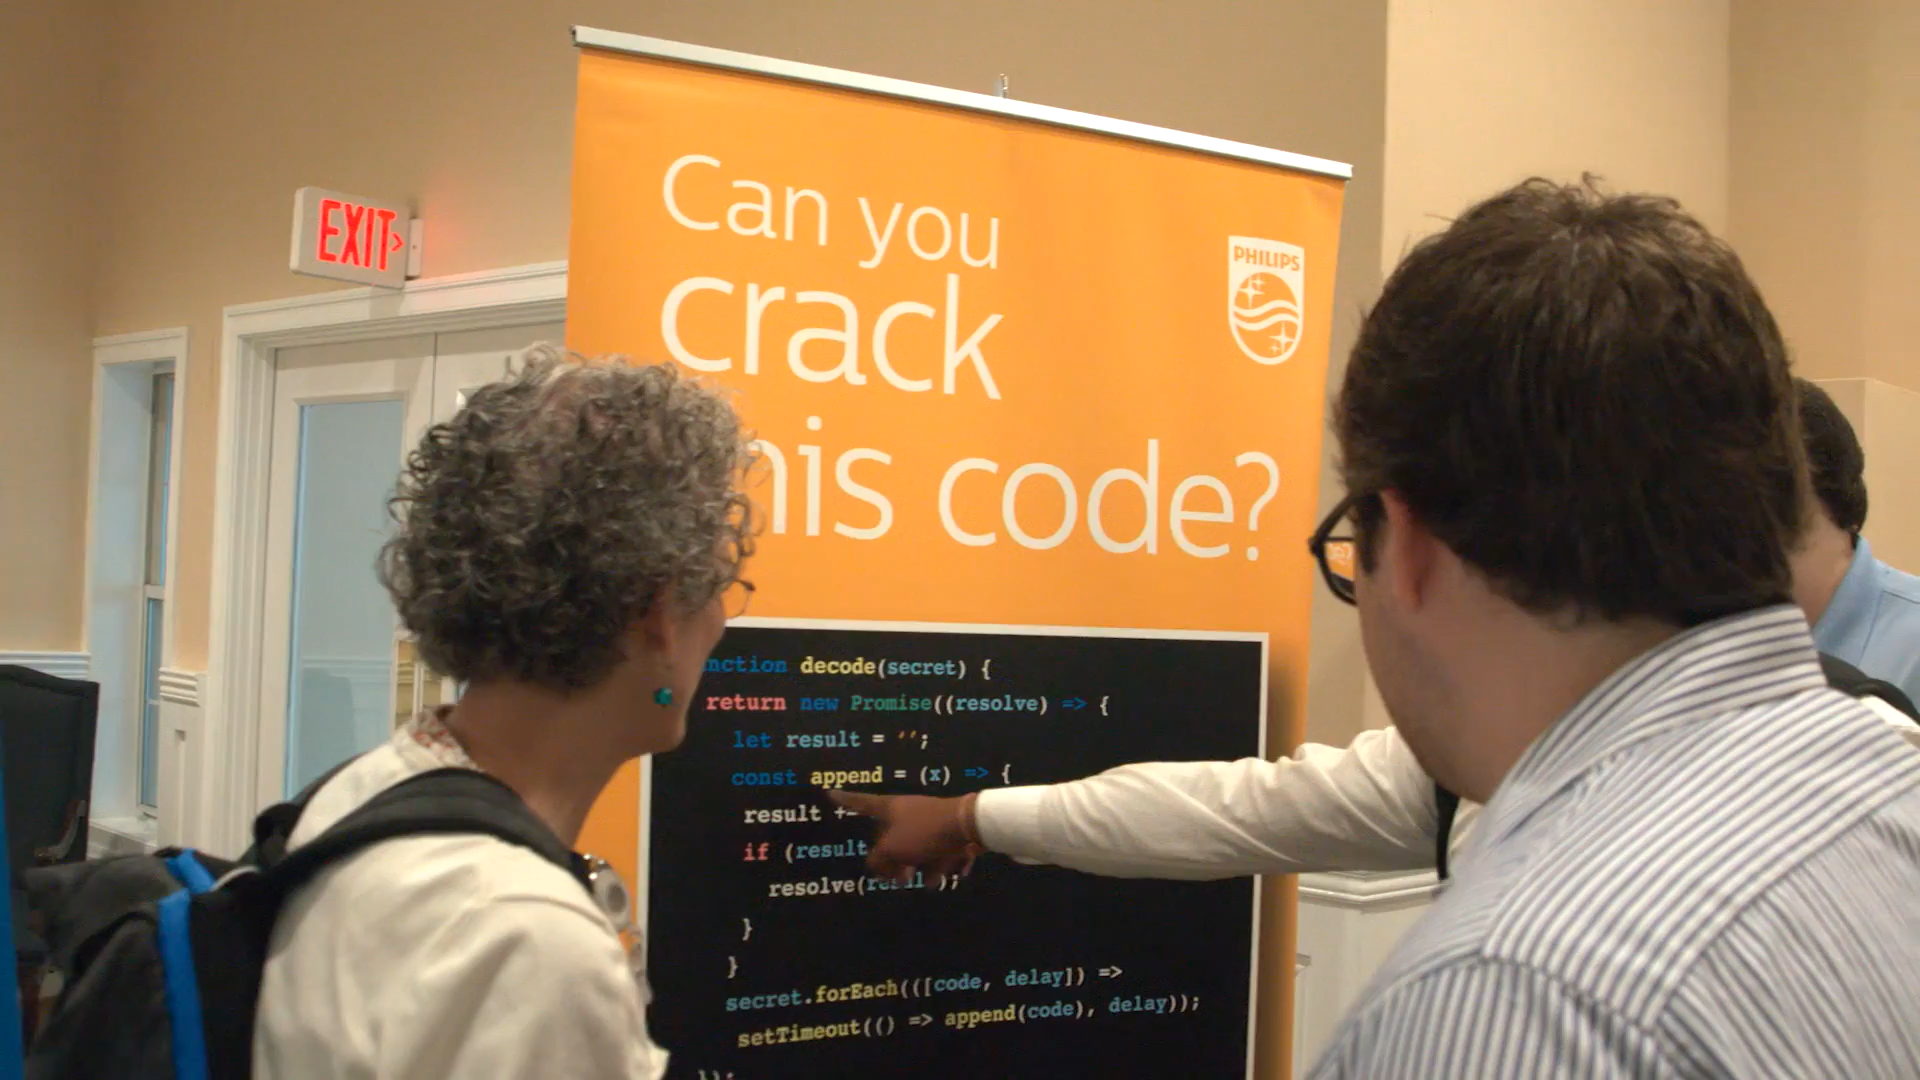 EXIT
Can you
crack
his code?
PHILIPS
nction decode(secret) {
return new Promise((resolve) => {
let result = '';
const append = (x) => {
result +=
if (result
resolve( );
}
}
secret.forEach(([code, delay]) =>
setTimeout(() => append(code), delay));